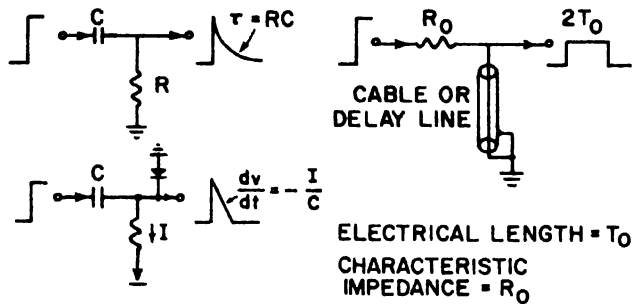 C
τ = RC
R
C
dv/dt = - I/C
↓I
R₀
2T₀
CABLE OR
DELAY LINE
ELECTRICAL LENGTH = T₀
CHARACTERISTIC
IMPEDANCE = R₀